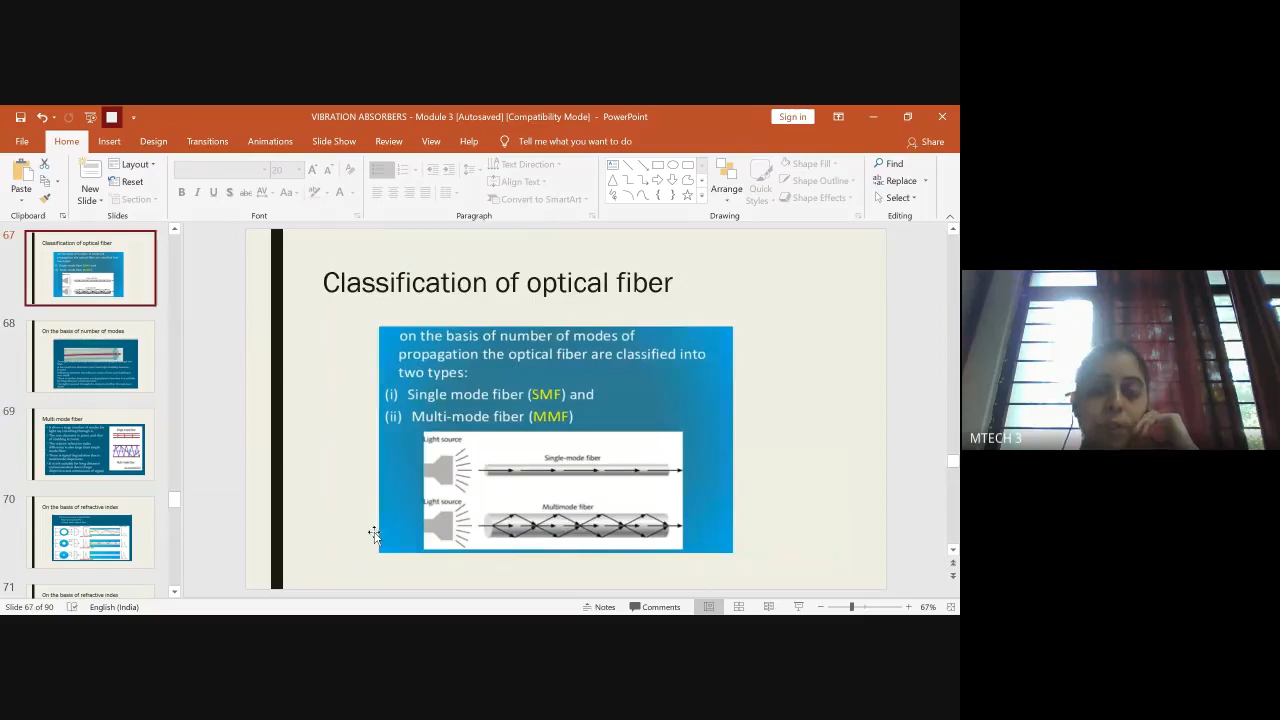 VIBRATION ABSORBERS - Module 3 [Autosaved] [Compatibility Mode] - PowerPoint
Sign in
File Home Insert Design Transitions Animations Slide Show Review View Help Tell me what you want to do
Share
Paste
Clipboard
New Slide
Layout
Reset
Section
Slides
20
B I U S abc AV Aa A
Font
Text Direction
Align Text
Convert to SmartArt
Paragraph
Arrange
Quick Styles
Shape Fill
Shape Outline
Shape Effects
Drawing
Find
Replace
Select
Editing
67
Classification of optical fiber
68
On the basis of number of modes
69
Multi mode fiber
70
On the basis of refractive index
71
On the basis of refractive index
Classification of optical fiber
on the basis of number of modes of
propagation the optical fiber are classified into
two types:
(i) Single mode fiber (SMF) and
(ii) Multi-mode fiber (MMF)
Light source
Single-mode fiber
Light source
Multimode fiber
MTECH 3
Slide 67 of 90
English (India)
Notes
Comments
67%